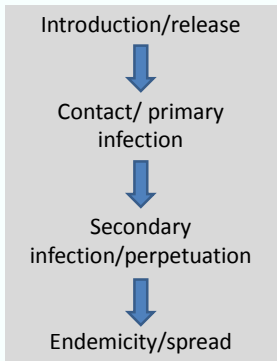 Introduction/release
Contact/ primary
infection
Secondary
infection/perpetuation
Endemicity/spread